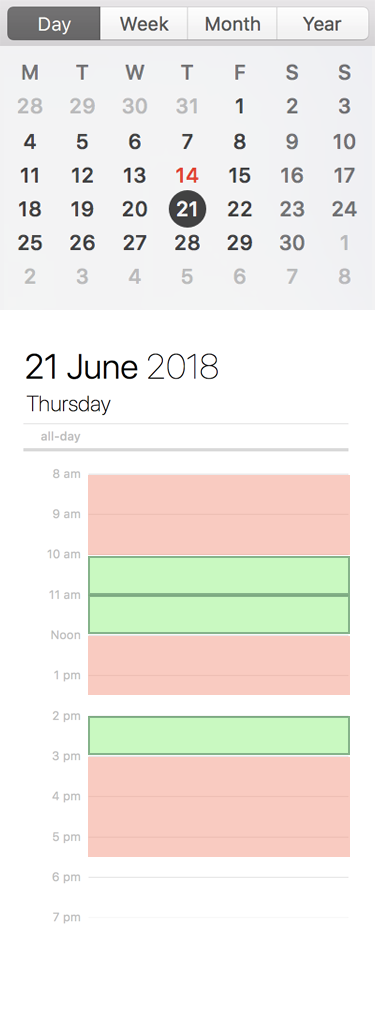 Day Week Month Year
M T W T F S S
28 29 30 31 1 2 3
4 5 6 7 8 9 10
11 12 13 14 15 16 17
18 19 20 21 22 23 24
25 26 27 28 29 30 1
2 3 4 5 6 7 8
21 June 2018
Thursday
all-day
8 am
9 am
10 am
11 am
Noon
1 pm
2 pm
3 pm
4 pm
5 pm
6 pm
7 pm